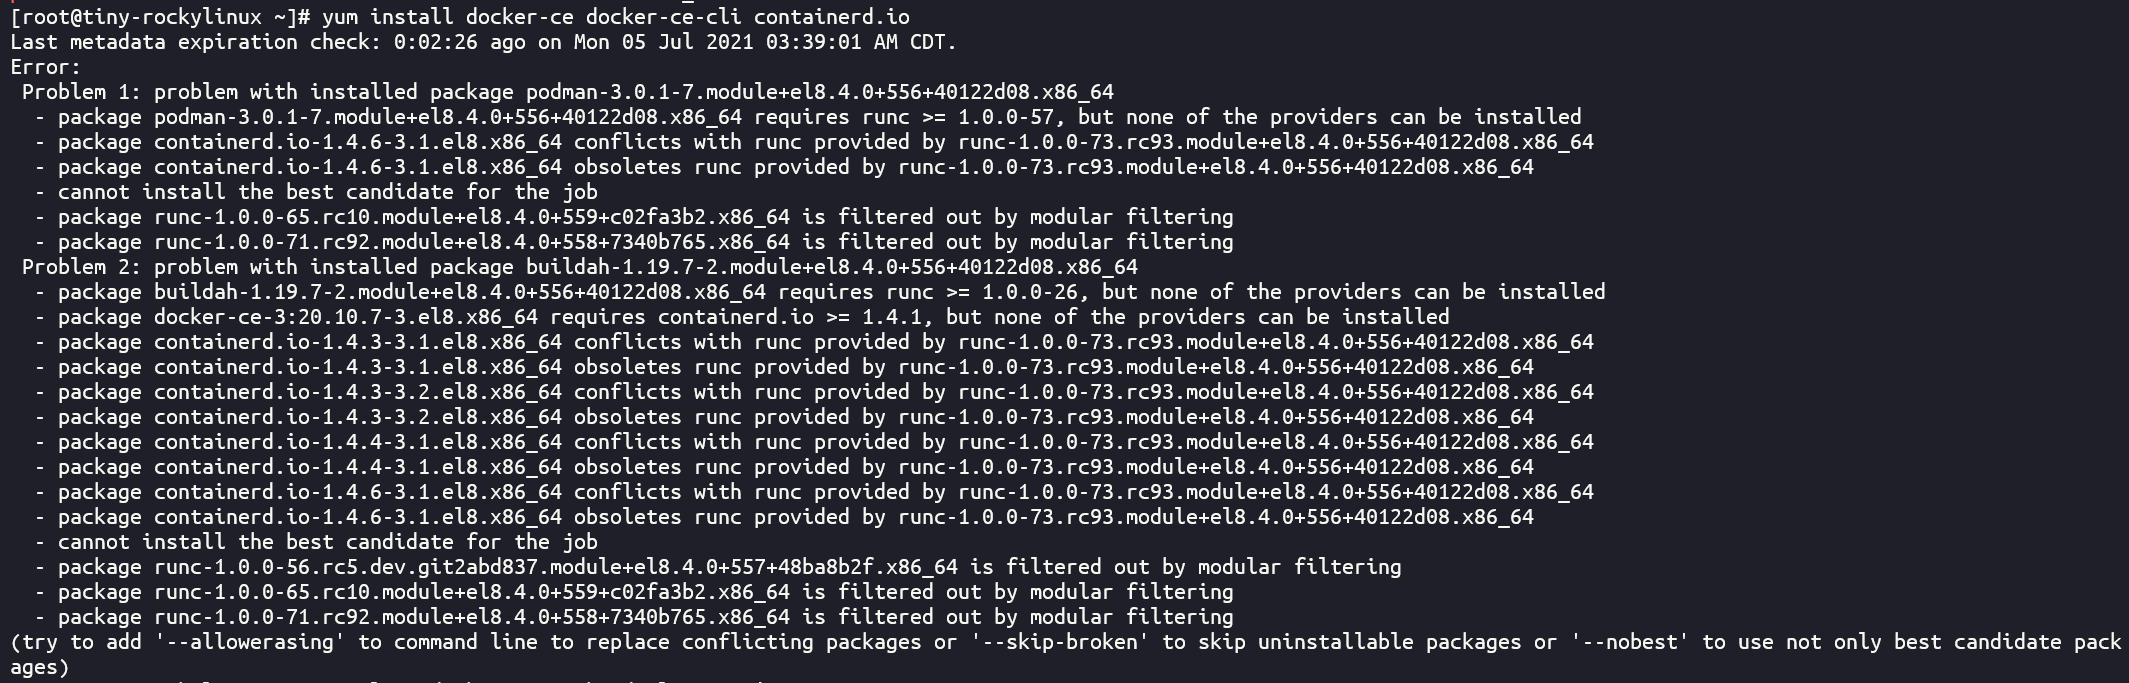 [root@tiny-rockylinux ~]# yum install docker-ce docker-ce-cli containerd.io
Last metadata expiration check: 0:02:26 ago on Mon 05 Jul 2021 03:39:01 AM CDT.
Error:
 Problem 1: problem with installed package podman-3.0.1-7.module+el8.4.0+556+40122d08.x86_64
  - package podman-3.0.1-7.module+el8.4.0+556+40122d08.x86_64 requires runc >= 1.0.0-57, but none of the providers can be installed
  - package containerd.io-1.4.6-3.1.el8.x86_64 conflicts with runc provided by runc-1.0.0-73.rc93.module+el8.4.0+556+40122d08.x86_64
  - package containerd.io-1.4.6-3.1.el8.x86_64 obsoletes runc provided by runc-1.0.0-73.rc93.module+el8.4.0+556+40122d08.x86_64
  - cannot install the best candidate for the job
  - package runc-1.0.0-65.rc10.module+el8.4.0+559+c02fa3b2.x86_64 is filtered out by modular filtering
  - package runc-1.0.0-71.rc92.module+el8.4.0+558+7340b765.x86_64 is filtered out by modular filtering
 Problem 2: problem with installed package buildah-1.19.7-2.module+el8.4.0+556+40122d08.x86_64
  - package buildah-1.19.7-2.module+el8.4.0+556+40122d08.x86_64 requires runc >= 1.0.0-26, but none of the providers can be installed
  - package docker-ce-3:20.10.7-3.el8.x86_64 requires containerd.io >= 1.4.1, but none of the providers can be installed
  - package containerd.io-1.4.3-3.1.el8.x86_64 conflicts with runc provided by runc-1.0.0-73.rc93.module+el8.4.0+556+40122d08.x86_64
  - package containerd.io-1.4.3-3.1.el8.x86_64 obsoletes runc provided by runc-1.0.0-73.rc93.module+el8.4.0+556+40122d08.x86_64
  - package containerd.io-1.4.3-3.2.el8.x86_64 conflicts with runc provided by runc-1.0.0-73.rc93.module+el8.4.0+556+40122d08.x86_64
  - package containerd.io-1.4.3-3.2.el8.x86_64 obsoletes runc provided by runc-1.0.0-73.rc93.module+el8.4.0+556+40122d08.x86_64
  - package containerd.io-1.4.4-3.1.el8.x86_64 conflicts with runc provided by runc-1.0.0-73.rc93.module+el8.4.0+556+40122d08.x86_64
  - package containerd.io-1.4.4-3.1.el8.x86_64 obsoletes runc provided by runc-1.0.0-73.rc93.module+el8.4.0+556+40122d08.x86_64
  - package containerd.io-1.4.6-3.1.el8.x86_64 conflicts with runc provided by runc-1.0.0-73.rc93.module+el8.4.0+556+40122d08.x86_64
  - package containerd.io-1.4.6-3.1.el8.x86_64 obsoletes runc provided by runc-1.0.0-73.rc93.module+el8.4.0+556+40122d08.x86_64
  - cannot install the best candidate for the job
  - package runc-1.0.0-56.rc5.dev.git2abd837.module+el8.4.0+557+48ba8b2f.x86_64 is filtered out by modular filtering
  - package runc-1.0.0-65.rc10.module+el8.4.0+559+c02fa3b2.x86_64 is filtered out by modular filtering
  - package runc-1.0.0-71.rc92.module+el8.4.0+558+7340b765.x86_64 is filtered out by modular filtering
(try to add '--allowerasing' to command line to replace conflicting packages or '--skip-broken' to skip uninstallable packages or '--nobest' to use not only best candidate pack
ages)